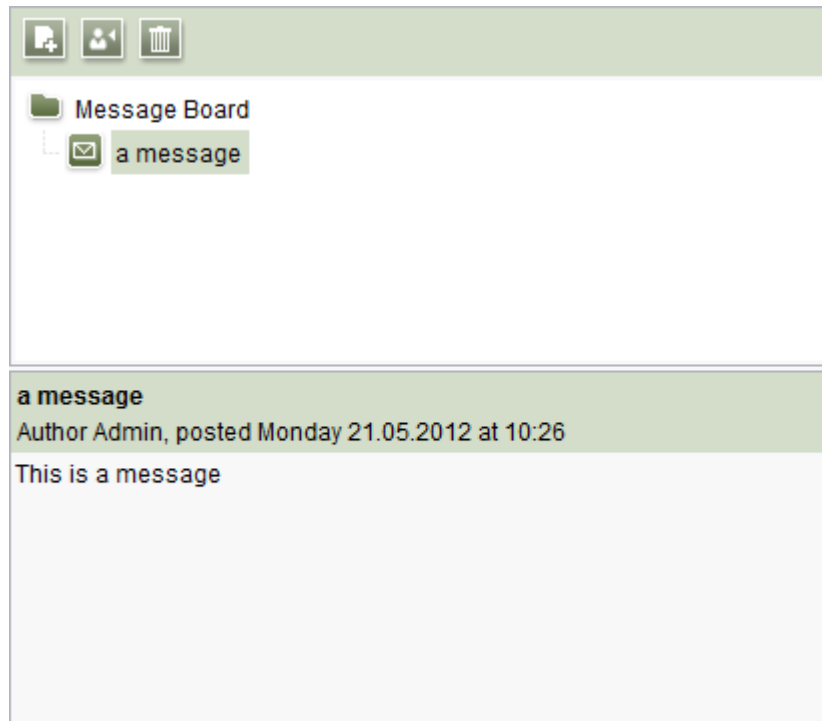 Message Board
a message
a message
Author Admin, posted Monday 21.05.2012 at 10:26
This is a message